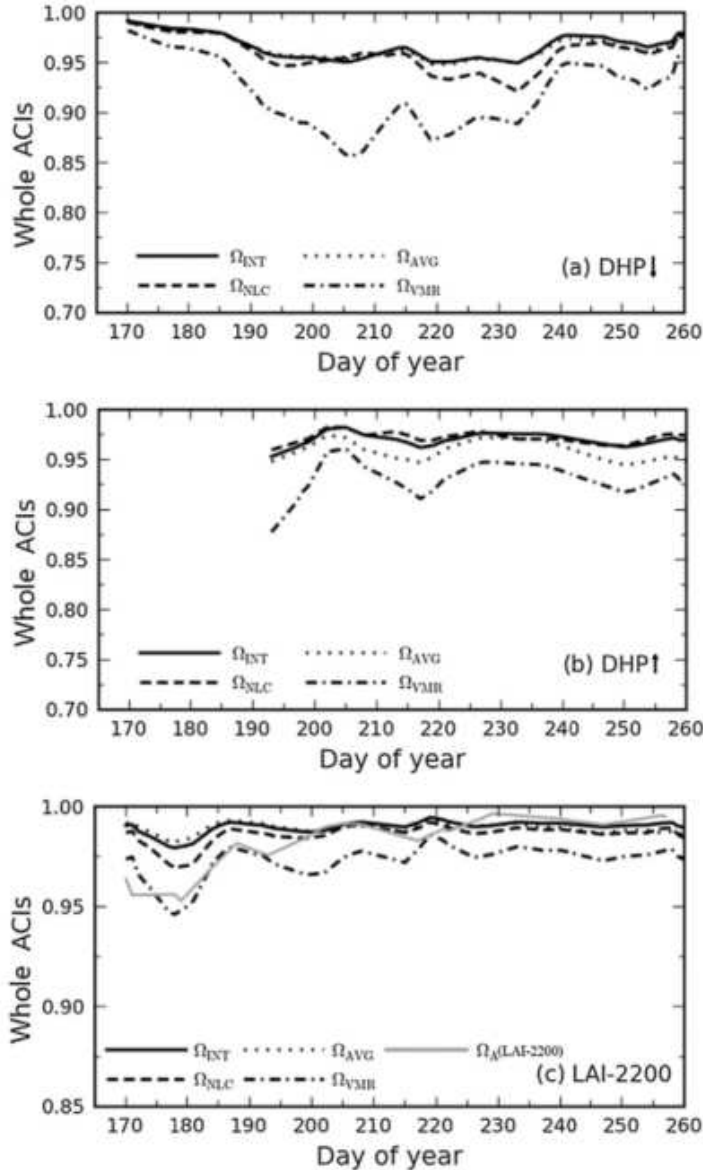 1.00
0.95
0.90
0.85
0.80
0.75
0.70
Whole ACIs
Ω_INT Ω_AVG
Ω_NLC Ω_VMR
(a) DHP↓
170 180 190 200 210 220 230 240 250 260
Day of year
1.00
0.95
0.90
0.85
0.80
0.75
0.70
Whole ACIs
Ω_INT Ω_AVG
Ω_NLC Ω_VMR
(b) DHP↑
170 180 190 200 210 220 230 240 250 260
Day of year
1.00
0.95
0.90
0.85
Whole ACIs
Ω_INT Ω_AVG Ω_A(LAI-2200)
Ω_NLC Ω_VMR
(c) LAI-2200
170 180 190 200 210 220 230 240 250 260
Day of year